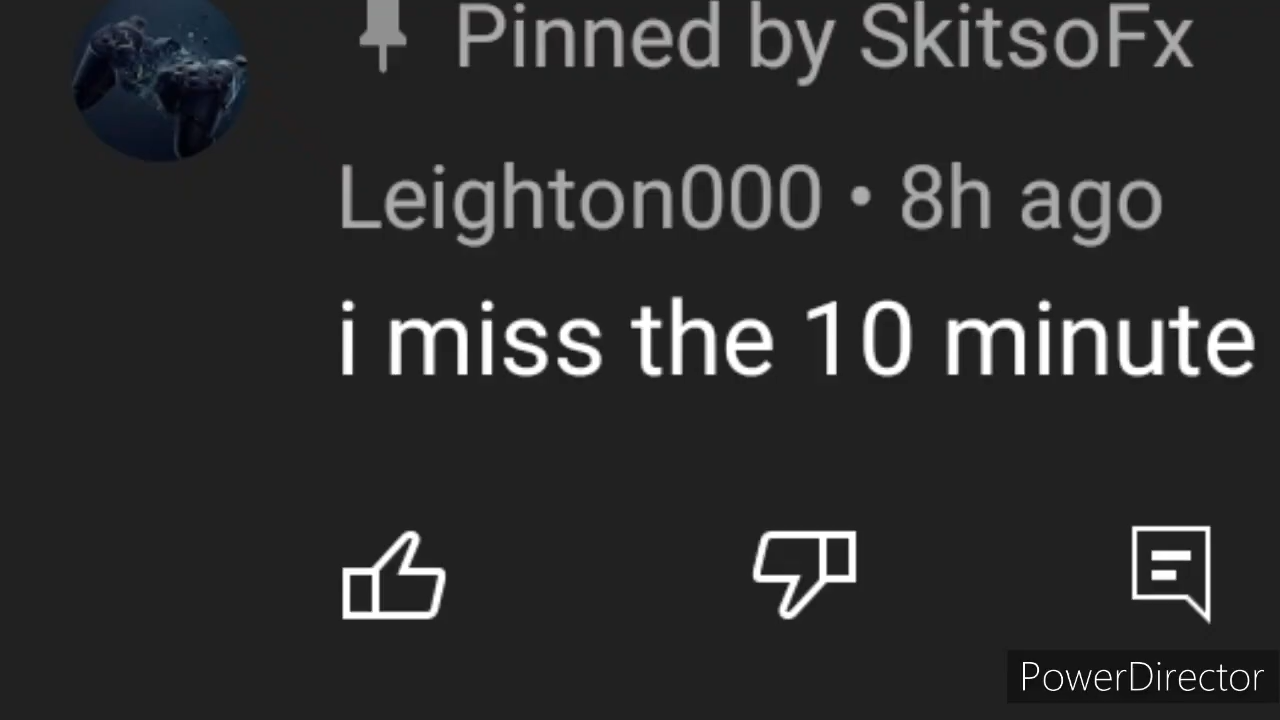 Pinned by SkitsoFx
Leighton000 • 8h ago
i miss the 10 minute
PowerDirector